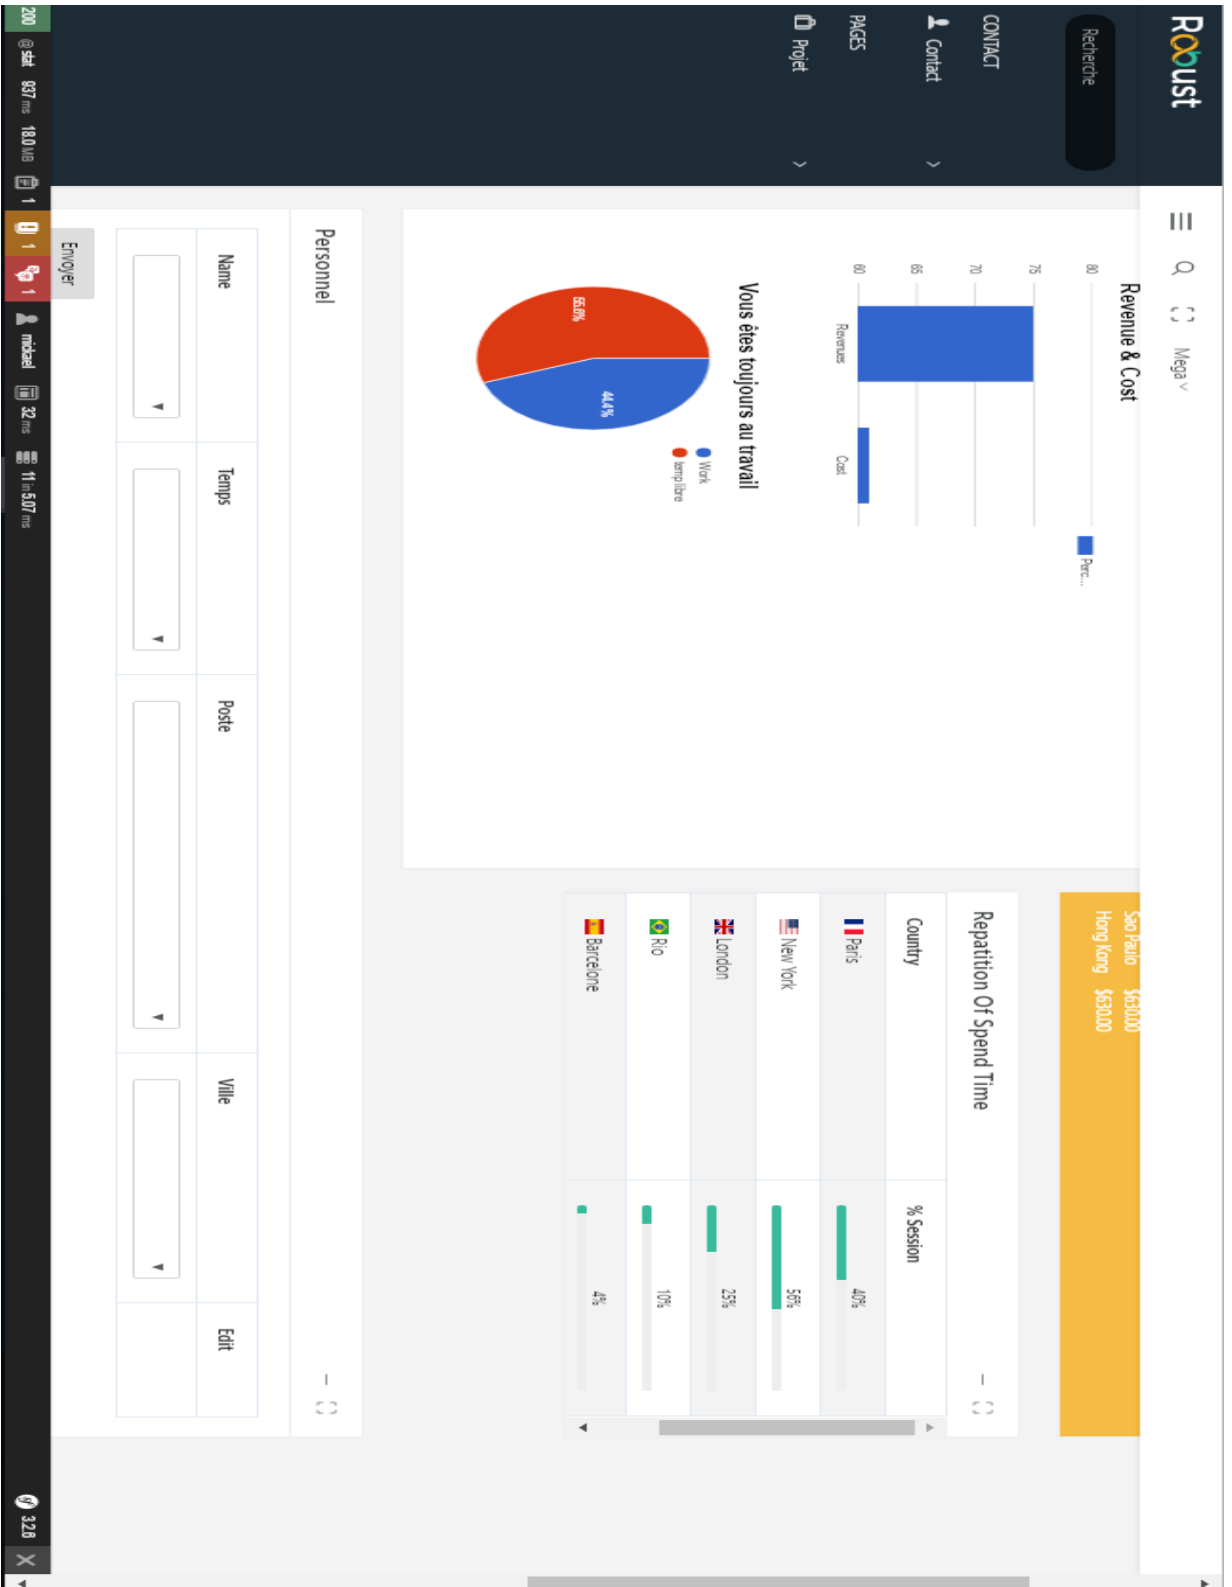 Robust
Mega
Recherche
CONTACT
Contact
PAGES
Projet
Revenue & Cost
80
75
70
65
60
Revenues
Cost
Perc...
Vous êtes toujours au travail
55.6%
44.4%
Work
temp libre
Sao Paulo $630.00
Hong Kong $630.00
Repatition Of Spend Time
Country % Session
Paris 40%
New York 56%
London 25%
Rio 10%
Barcelone 4%
Personnel
Name Temps Poste Ville Edit
Envoyer
200 @ stat 937 ms 18.0 MB 1 1 1 mickael 32 ms 11 in 5.07 ms 3.2.8